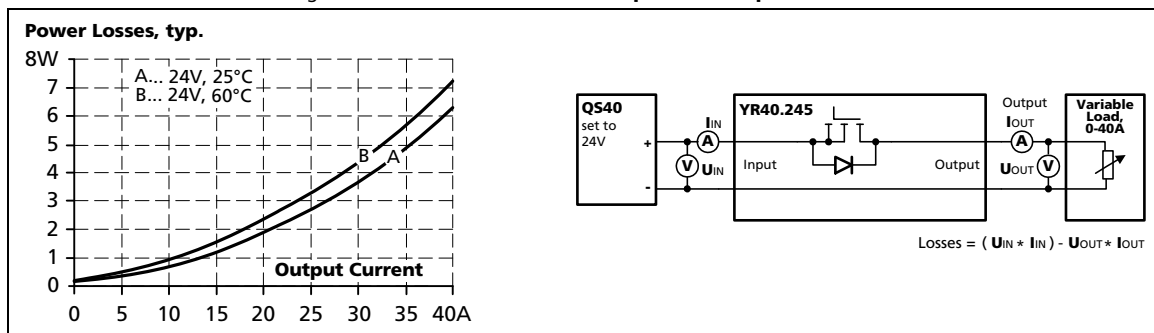 Power Losses, typ.
8W
7
6
5
4
3
2
1
0
A... 24V, 25°C
B... 24V, 60°C
B
A
Output Current
0 5 10 15 20 25 30 35 40A
QS40
set to
24V
+
-
IIN
A
V
UIN
YR40.245
Input
Output
Output
IOUT
A
UOUT
V
Variable
Load,
0-40A
Losses = ( UIN * IIN ) - UOUT * IOUT